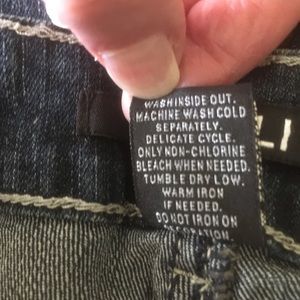 WASH INSIDE OUT.
MACHINE WASH COLD
SEPARATELY.
DELICATE CYCLE.
ONLY NON-CHLORINE
BLEACH WHEN NEEDED.
TUMBLE DRY LOW.
WARM IRON
IF NEEDED.
DO NOT IRON ON
LI